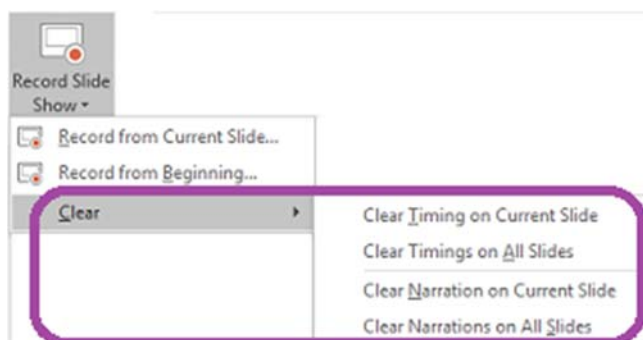 Record Slide
Show
Record from Current Slide...
Record from Beginning...
Clear
Clear Timing on Current Slide
Clear Timings on All Slides
Clear Narration on Current Slide
Clear Narrations on All Slides